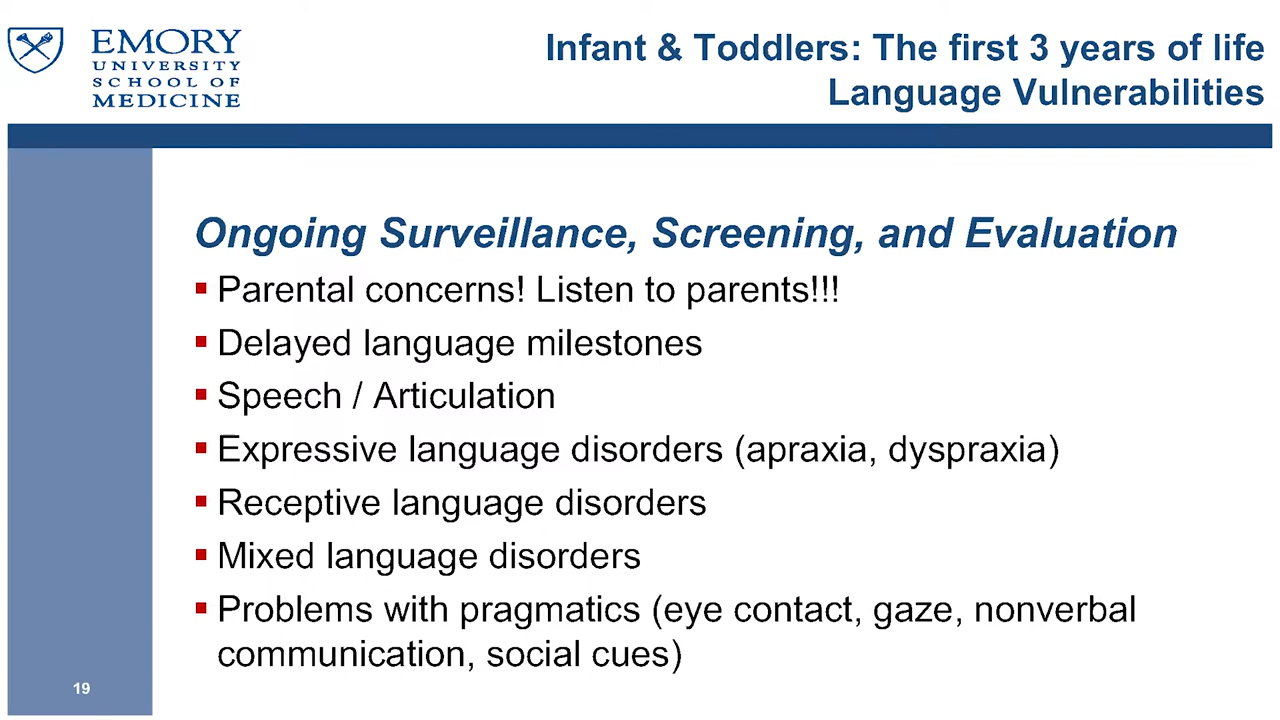 EMORY
UNIVERSITY
SCHOOL OF
MEDICINE
Infant & Toddlers: The first 3 years of life
Language Vulnerabilities
Ongoing Surveillance, Screening, and Evaluation
▪ Parental concerns! Listen to parents!!!
▪ Delayed language milestones
▪ Speech / Articulation
▪ Expressive language disorders (apraxia, dyspraxia)
▪ Receptive language disorders
▪ Mixed language disorders
▪ Problems with pragmatics (eye contact, gaze, nonverbal
communication, social cues)
19